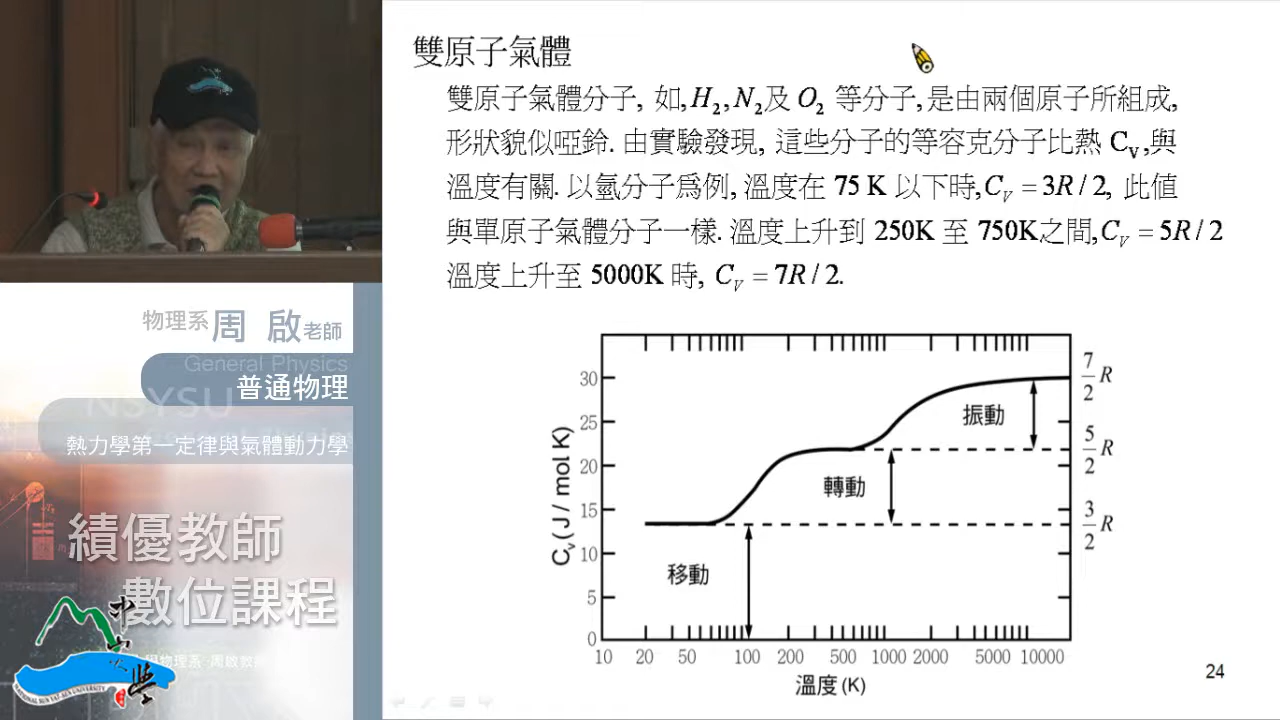 雙原子氣體
雙原子氣體分子, 如,H₂,N₂及 O₂ 等分子,是由兩個原子所組成,
形狀貌似啞鈴. 由實驗發現, 這些分子的等容克分子比熱 Cᵥ,與
溫度有關. 以氫分子爲例, 溫度在 75 K 以下時,C_V = 3R / 2, 此值
與單原子氣體分子一樣. 溫度上升到 250K 至 750K之間,C_V = 5R / 2
溫度上升至 5000K 時, C_V = 7R / 2.
物理系周 啟老師
General Physics
普通物理
NSYSU
熱力學第一定律與氣體動力學
績優教師
數位課程
NATIONAL SUN YAT-SEN UNIVERSITY
Cᵥ ( J / mol K)
30
25
20
15
10
5
0
10 20 50 100 200 500 1000 2000 5000 10000
溫度 (K)
移動
轉動
振動
7/2 R
5/2 R
3/2 R
24